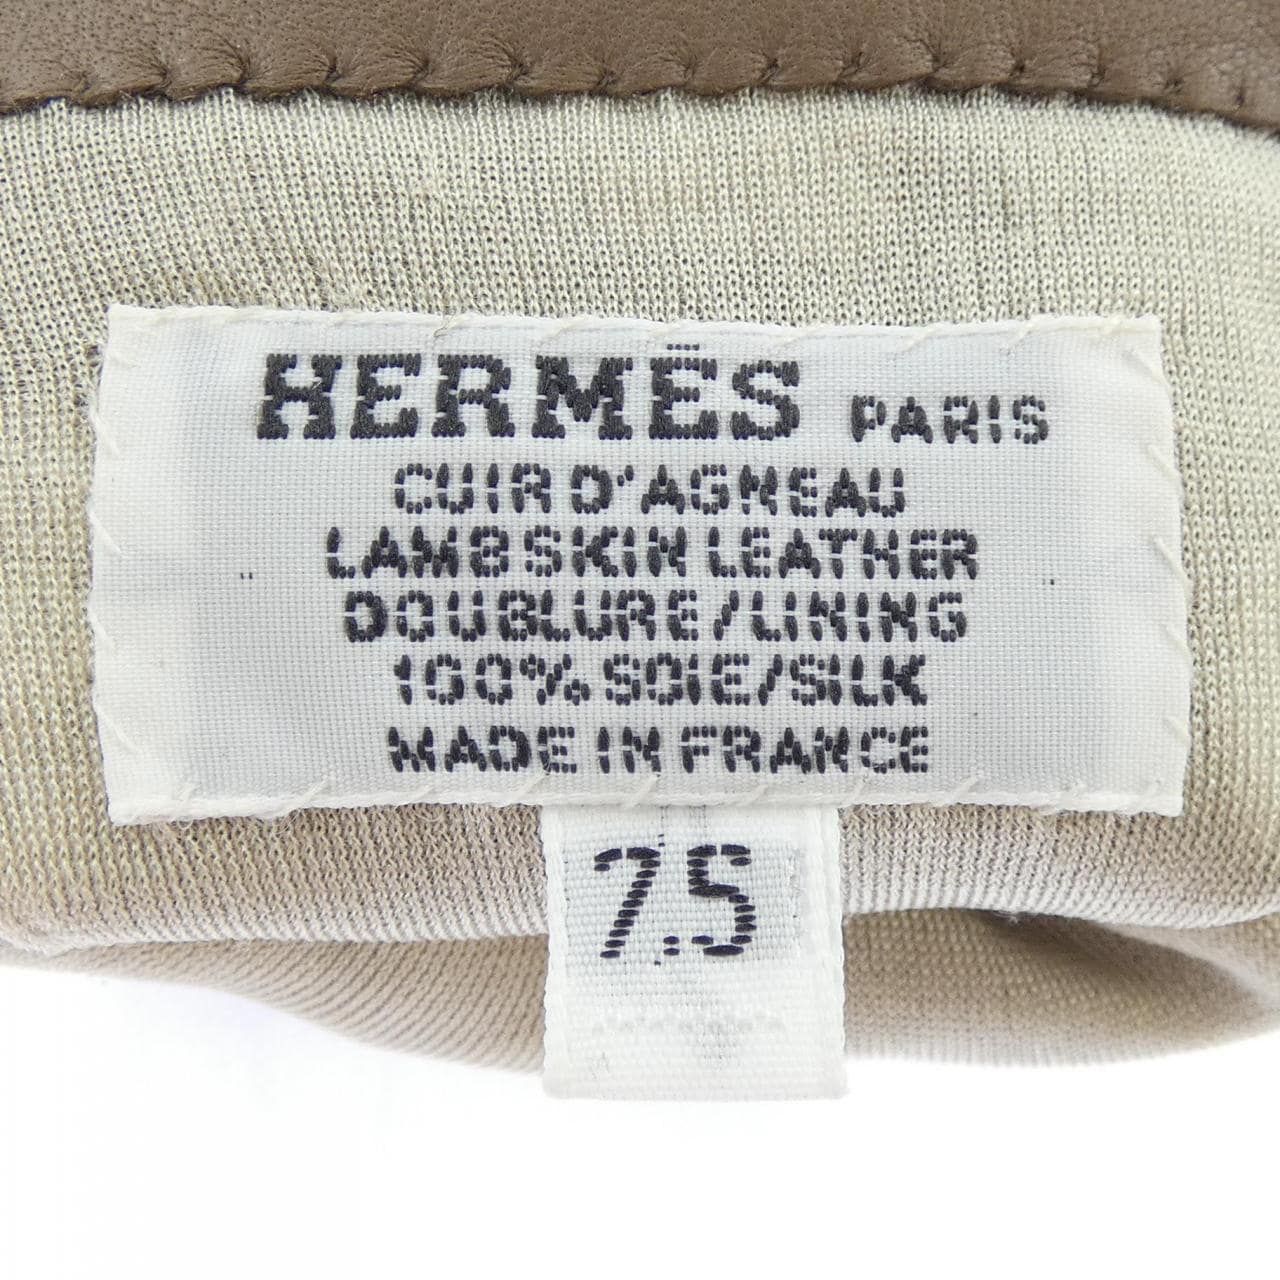 HERMÈS PARIS
CUIR D'AGNEAU
LAMBSKIN LEATHER
DOUBLURE/LINING
100% SOIE/SILK
MADE IN FRANCE
7.5